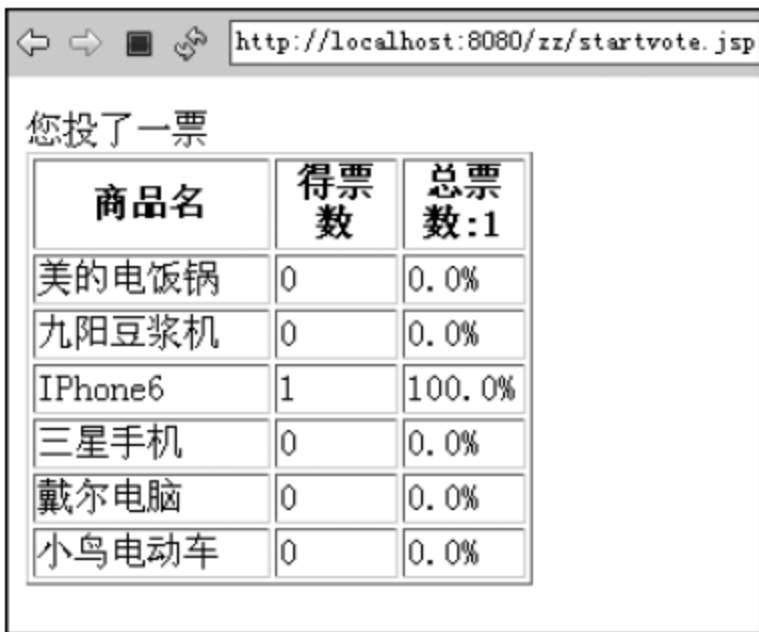 http://localhost:8080/zz/startvote.jsp
您投了一票
商品名 得票数 总票数:1
美的电饭锅 0 0.0%
九阳豆浆机 0 0.0%
IPhone6 1 100.0%
三星手机 0 0.0%
戴尔电脑 0 0.0%
小鸟电动车 0 0.0%